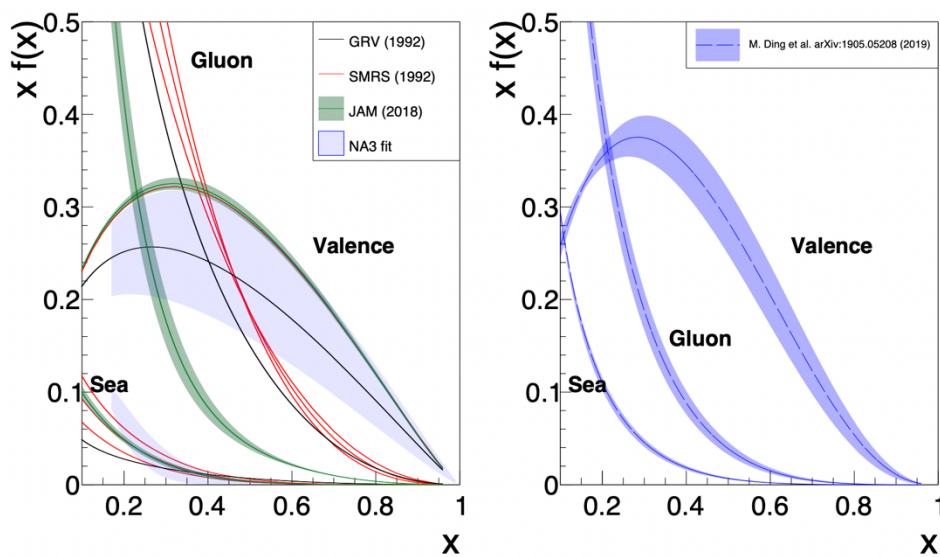 x f(x)
0.5
0.4
0.3
0.2
0.1
0
Gluon
GRV (1992)
SMRS (1992)
JAM (2018)
NA3 fit
Valence
Sea
0.2
0.4
0.6
0.8
1
x
x f(x)
0.5
0.4
0.3
0.2
0.1
0
M. Ding et al. arXiv:1905.05208 (2019)
Valence
Gluon
Sea
0.2
0.4
0.6
0.8
1
x